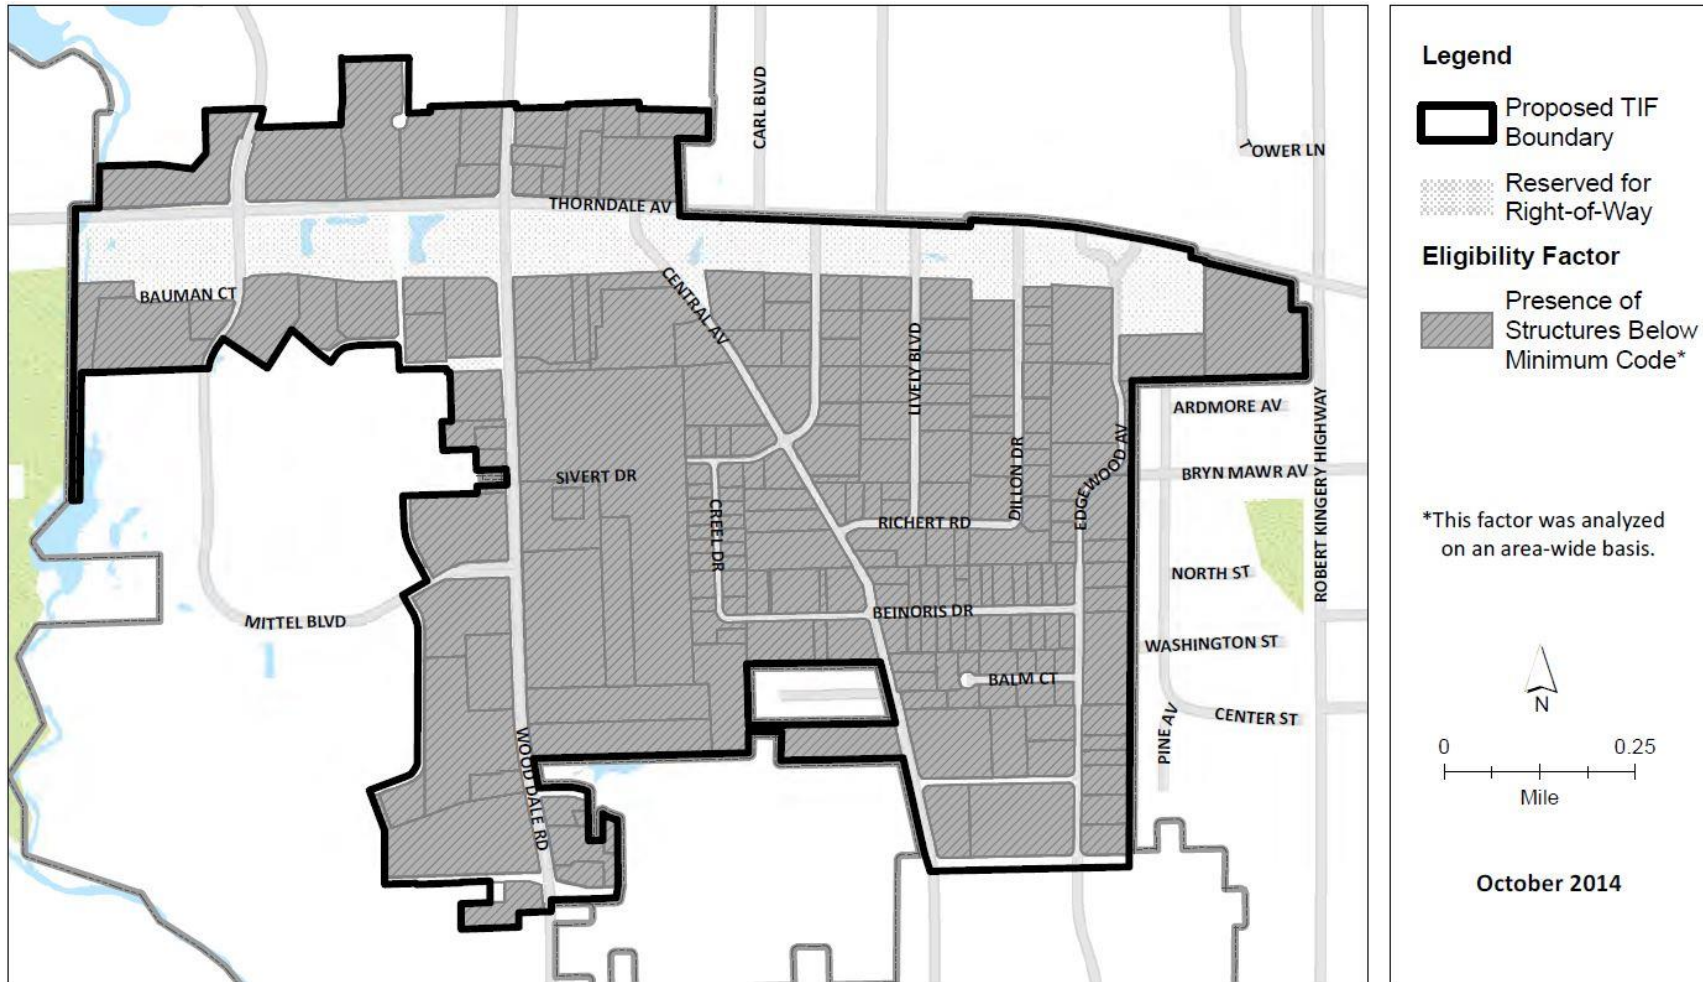 CARL BLVD
TOWER LN
THORNDALE AV
BAUMAN CT
CENTRAL AV
LIVELY BLVD
ROBERT KINGERY HIGHWAY
ARDMORE AV
SIVERT DR
DILLON DR
EDGEWOOD AV
BRYN MAWR AV
CREEL DR
RICHERT RD
NORTH ST
MITTEL BLVD
BEINORIS DR
WASHINGTON ST
BALM CT
PINE AV
CENTER ST
WOOD DALE RD
Legend
Proposed TIF
Boundary
Reserved for
Right-of-Way
Eligibility Factor
Presence of
Structures Below
Minimum Code*
*This factor was analyzed
on an area-wide basis.
N
0 0.25
Mile
October 2014